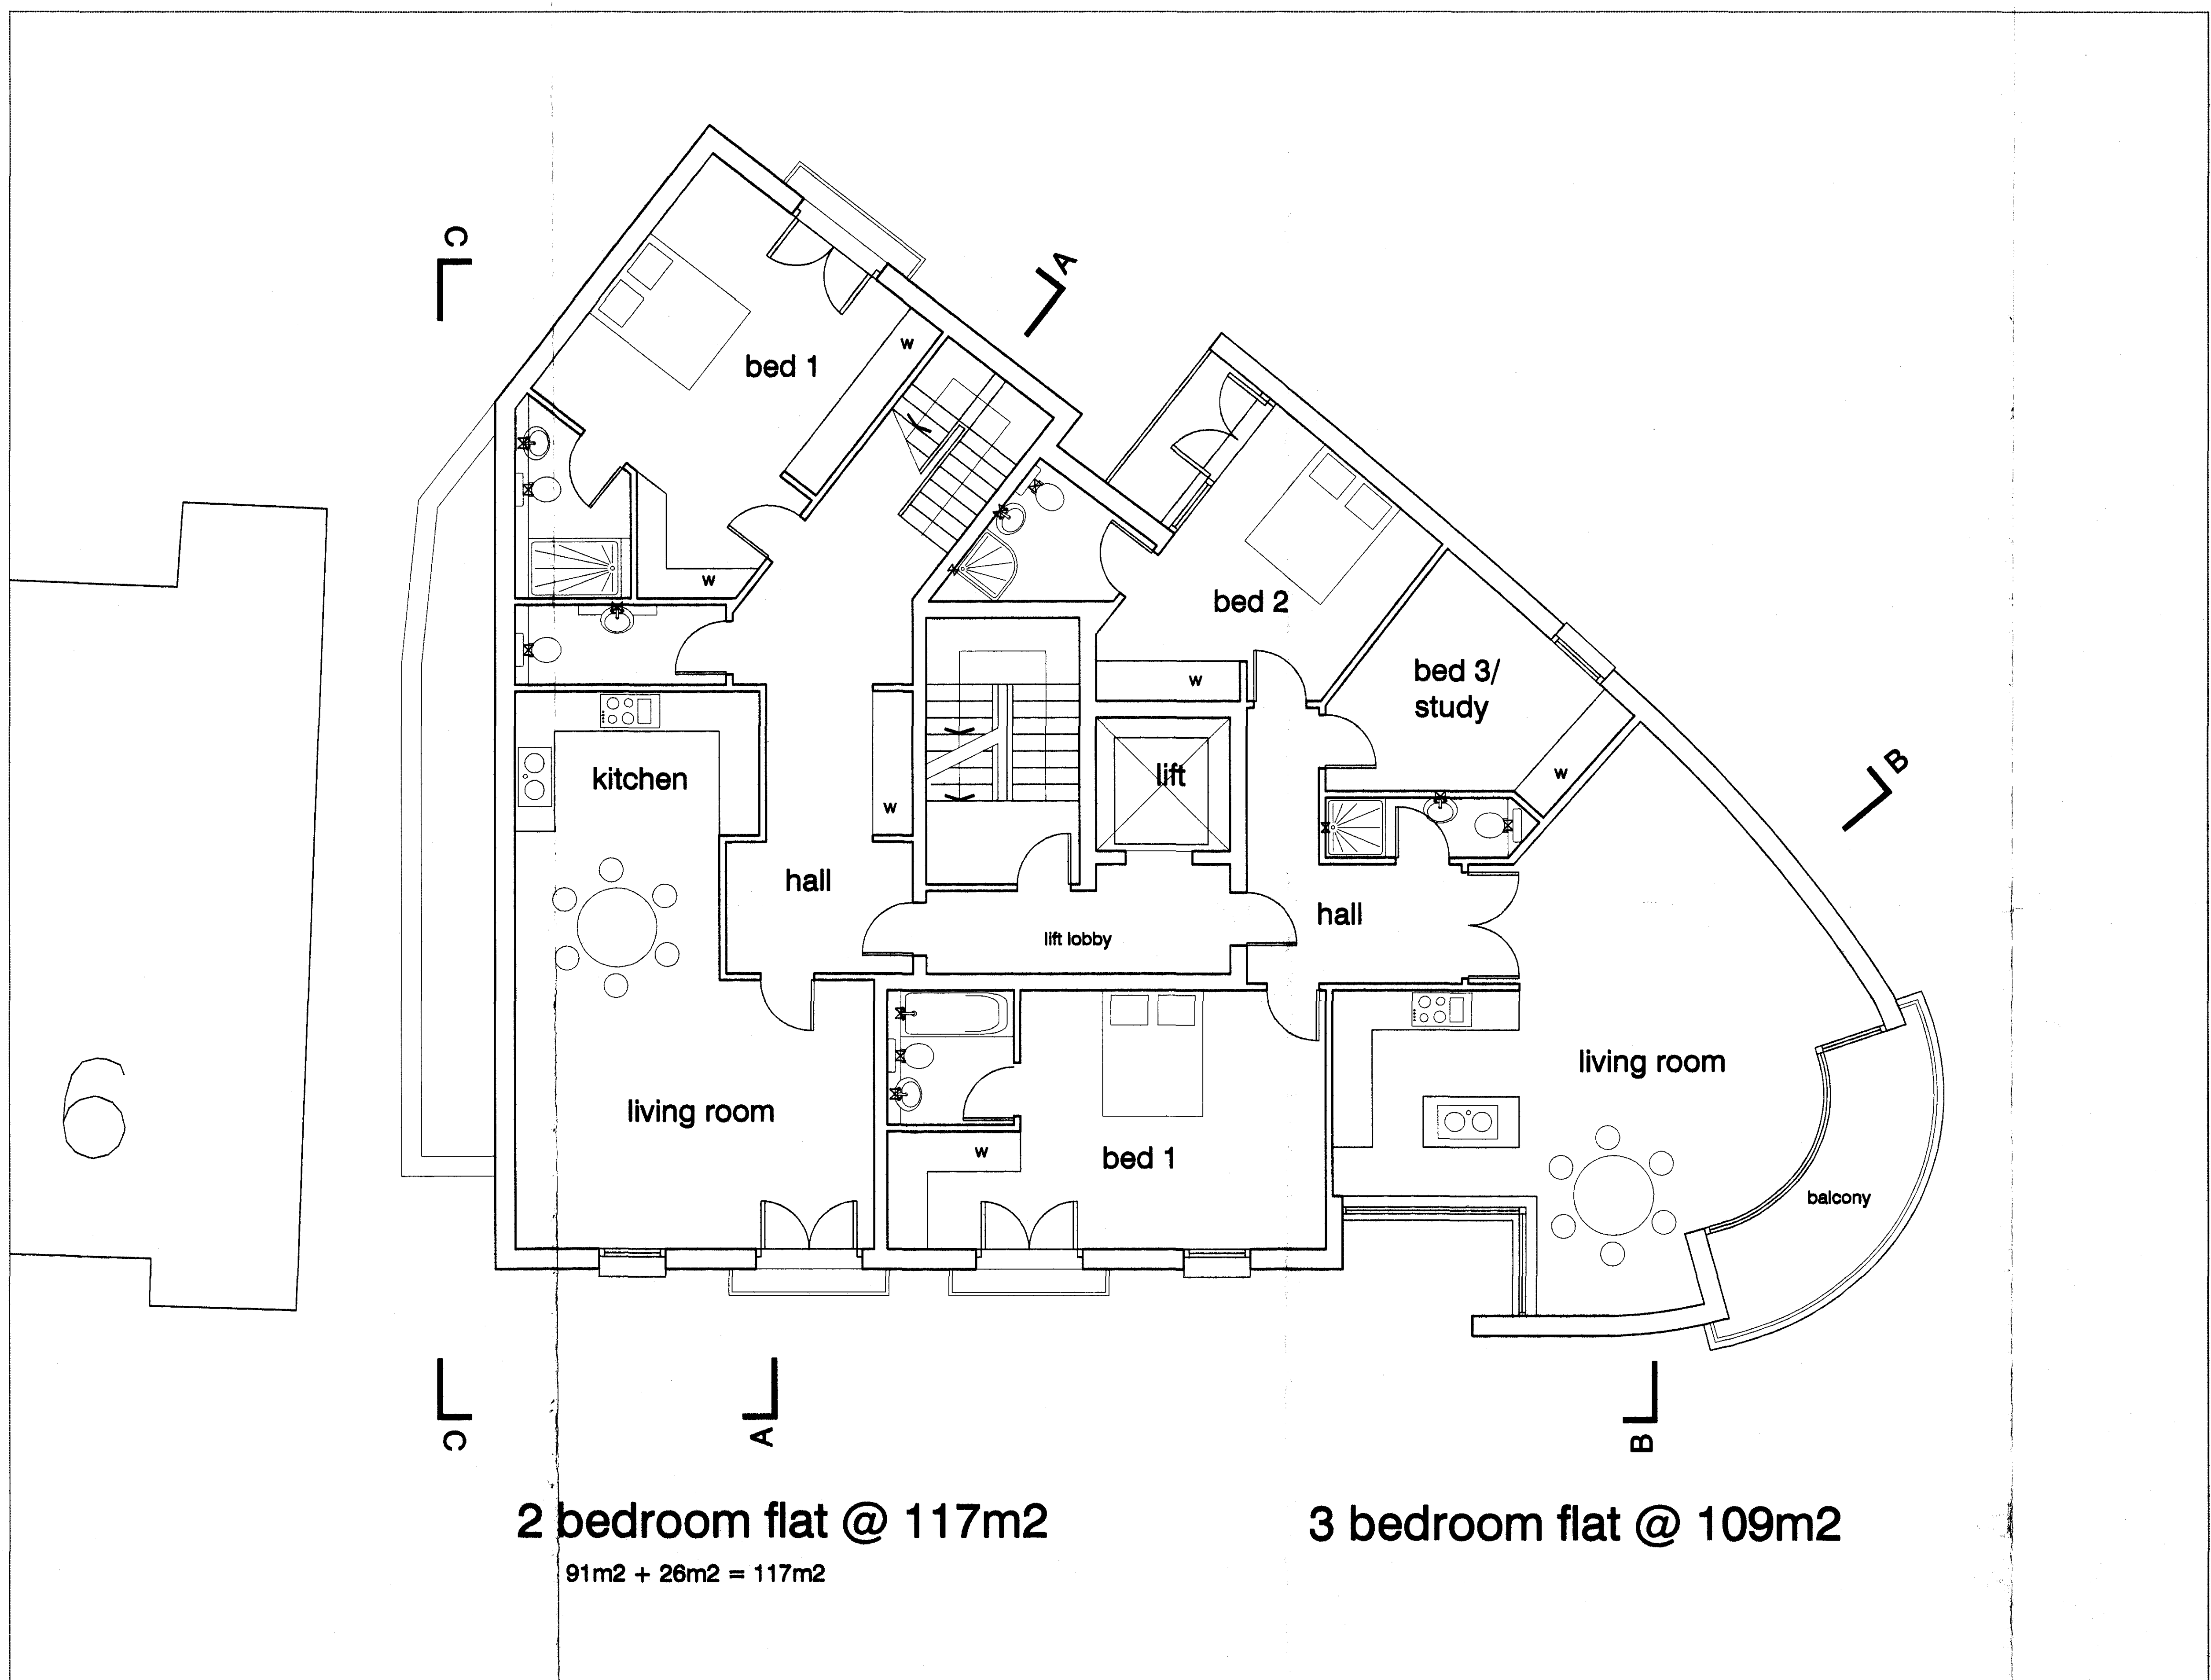 C
A
bed 1
w
w
bed 2
w
bed 3/
study
w
B
kitchen
lift
w
hall
hall
lift lobby
living room
living room
w
bed 1
balcony
C
A
B
2 bedroom flat @ 117m2
91m2 + 26m2 = 117m2
3 bedroom flat @ 109m2